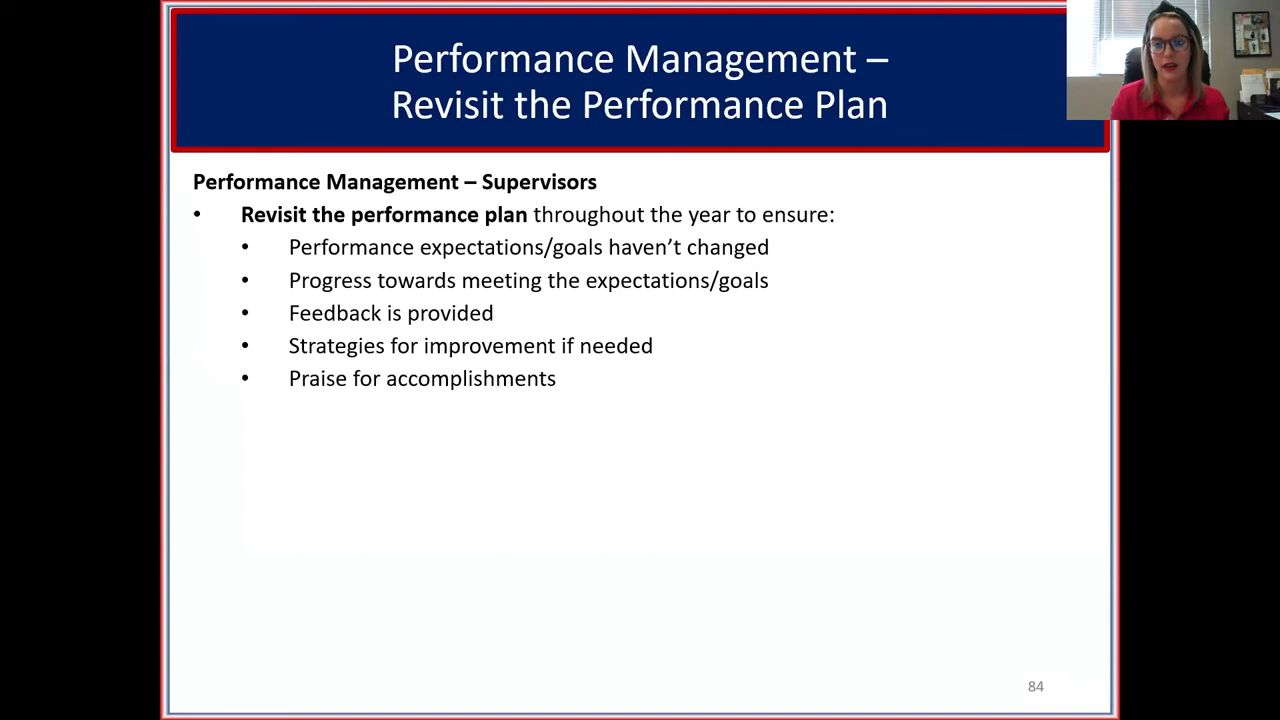 Performance Management –
Revisit the Performance Plan
Performance Management – Supervisors
• Revisit the performance plan throughout the year to ensure:
• Performance expectations/goals haven’t changed
• Progress towards meeting the expectations/goals
• Feedback is provided
• Strategies for improvement if needed
• Praise for accomplishments
84